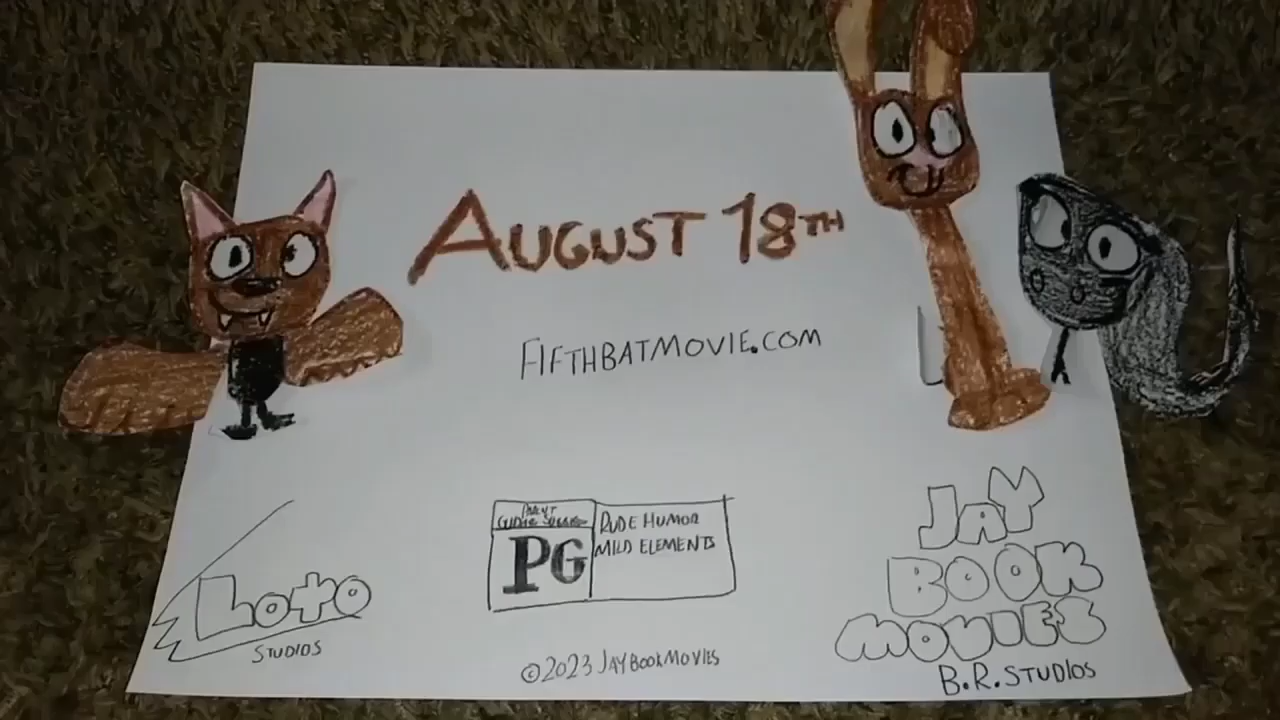 AUGUST 18TH
FIFTHBATMOVIE.COM
PG
RUDE HUMOR
MILD ELEMENTS
Loto
STUDIOS
JAY
BOOK
MOVIES
B.R.STUDIOS
©2023 JAYBOOKMOVIES